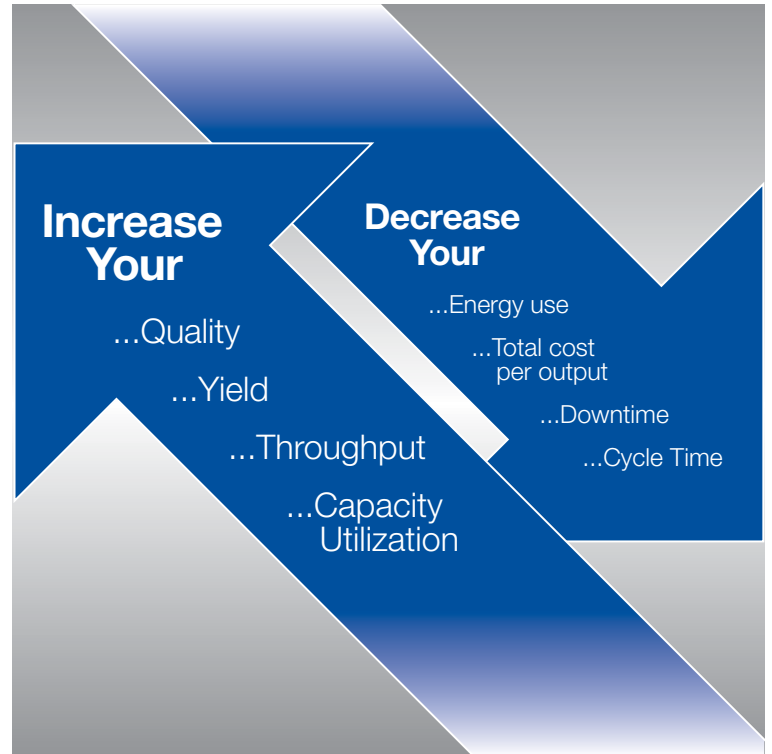 Increase
Your
...Quality
...Yield
...Throughput
...Capacity
Utilization
Decrease
Your
...Energy use
...Total cost
per output
...Downtime
...Cycle Time